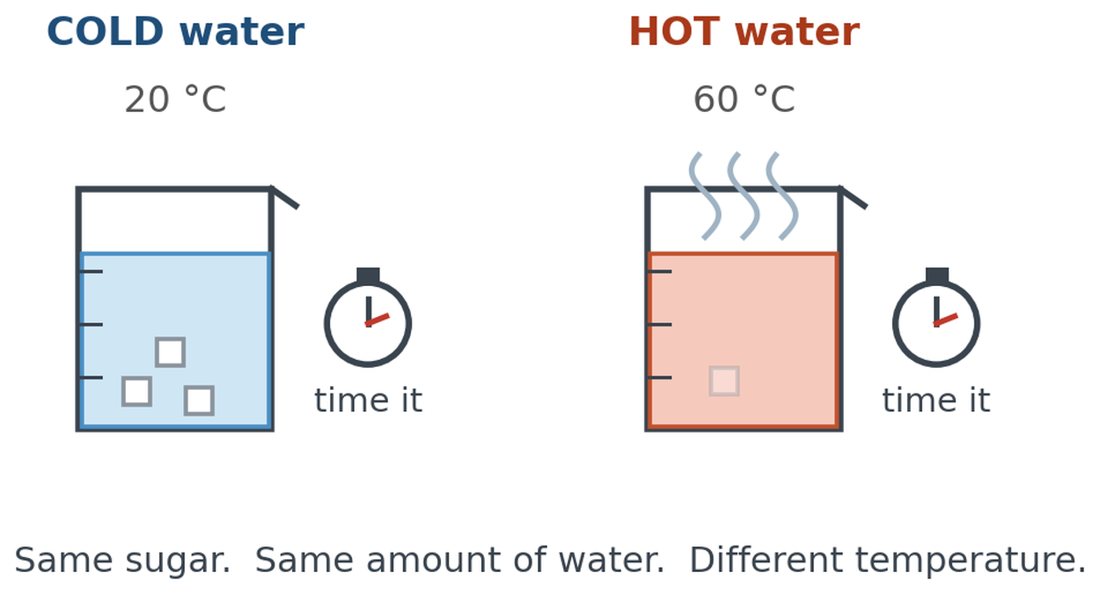 COLD water
HOT water
20 °C
60 °C
time it
time it
Same sugar.  Same amount of water.  Different temperature.